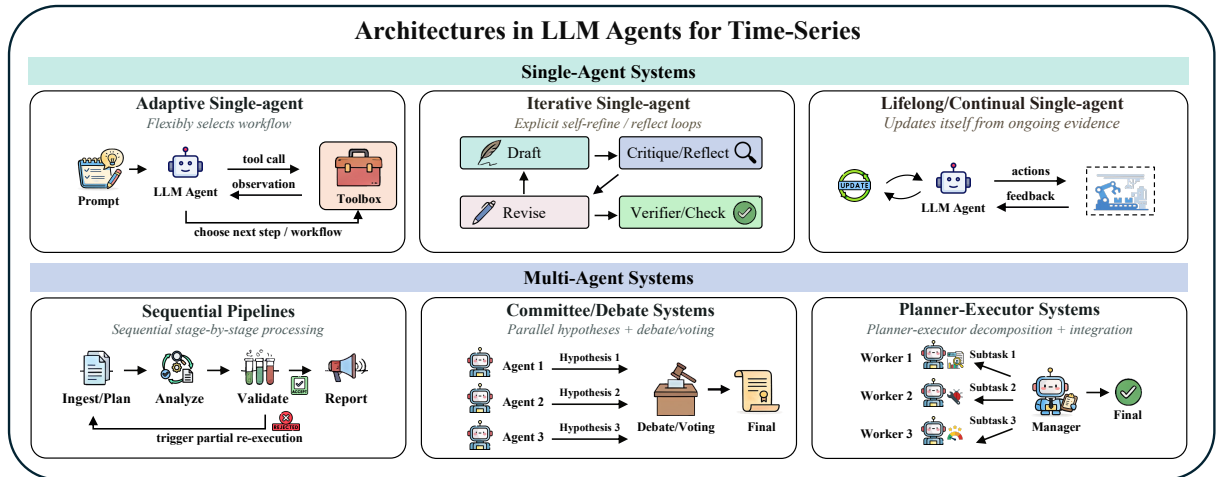 Architectures in LLM Agents for Time-Series
Single-Agent Systems
Adaptive Single-agent
Flexibly selects workflow
Prompt
LLM Agent
tool call
observation
Toolbox
choose next step / workflow
Iterative Single-agent
Explicit self-refine / reflect loops
Draft
Critique/Reflect
Revise
Verifier/Check
Lifelong/Continual Single-agent
Updates itself from ongoing evidence
UPDATE
LLM Agent
actions
feedback
Multi-Agent Systems
Sequential Pipelines
Sequential stage-by-stage processing
Ingest/Plan
Analyze
Validate
ACCEPT
Report
REJECTED
trigger partial re-execution
Committee/Debate Systems
Parallel hypotheses + debate/voting
Agent 1
Hypothesis 1
Agent 2
Hypothesis 2
Agent 3
Hypothesis 3
Debate/Voting
Final
Planner-Executor Systems
Planner-executor decomposition + integration
Worker 1
Subtask 1
Worker 2
Subtask 2
Worker 3
Subtask 3
Manager
Final